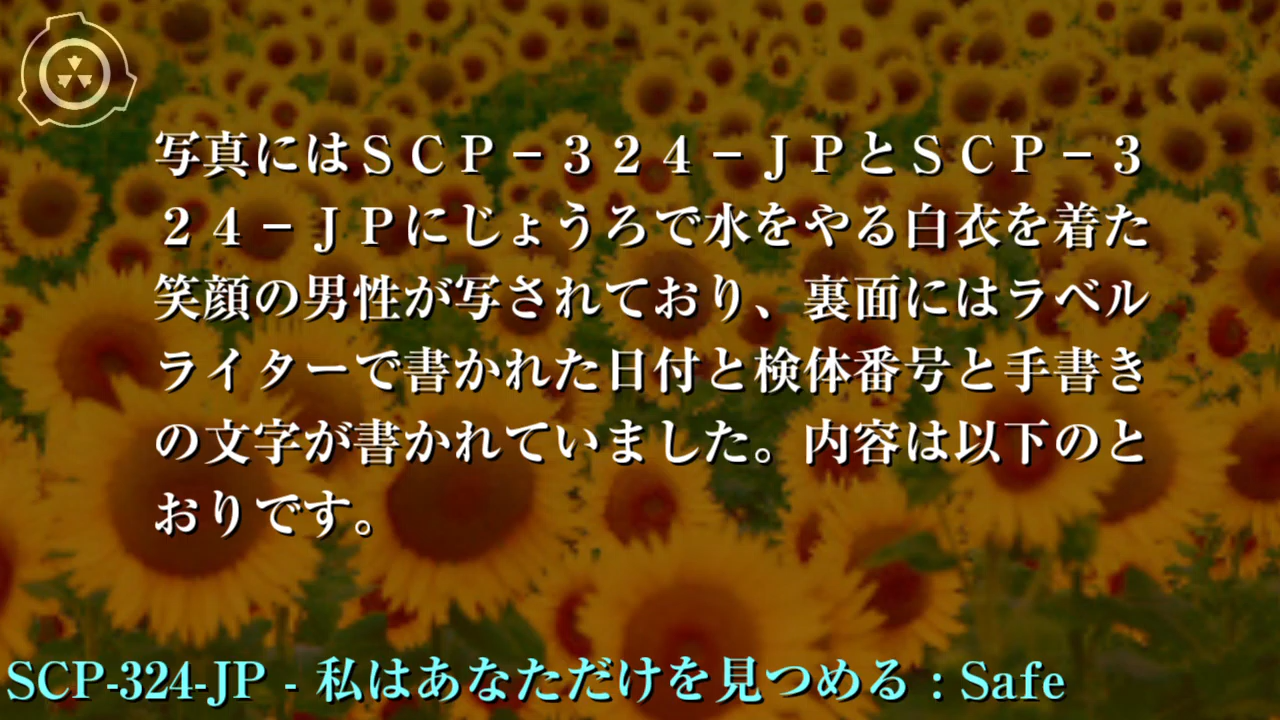 写真にはＳＣＰ－３２４－ＪＰとＳＣＰ－３
２４－ＪＰにじょうろで水をやる白衣を着た
笑顔の男性が写されており、裏面にはラベル
ライターで書かれた日付と検体番号と手書き
の文字が書かれていました。内容は以下のと
おりです。
SCP-324-JP - 私はあなただけを見つめる : Safe